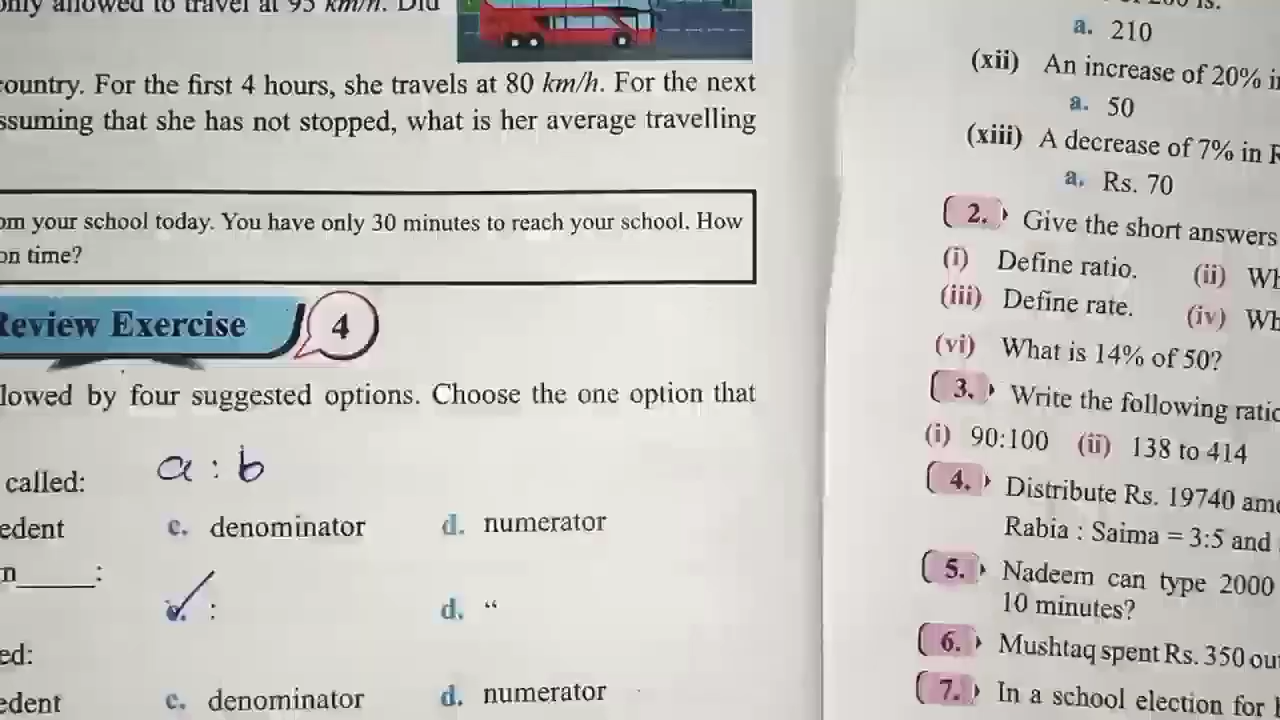 only allowed to travel at 95 km/h. Did
country. For the first 4 hours, she travels at 80 km/h. For the next
ssuming that she has not stopped, what is her average travelling
om your school today. You have only 30 minutes to reach your school. How
on time?
Review Exercise 4
lowed by four suggested options. Choose the one option that
called: a : b
edent c. denominator d. numerator
n_____:
: d. “
ed:
edent c. denominator d. numerator
is:
a. 210
(xii) An increase of 20% i
a. 50
(xiii) A decrease of 7% in R
a. Rs. 70
2. Give the short answers
(i) Define ratio. (ii) Wh
(iii) Define rate. (iv) Wh
(vi) What is 14% of 50?
3. Write the following ratio
(i) 90:100 (ii) 138 to 414
4. Distribute Rs. 19740 amo
Rabia : Saima = 3:5 and
5. Nadeem can type 2000
10 minutes?
6. Mushtaq spent Rs. 350 ou
7. In a school election for